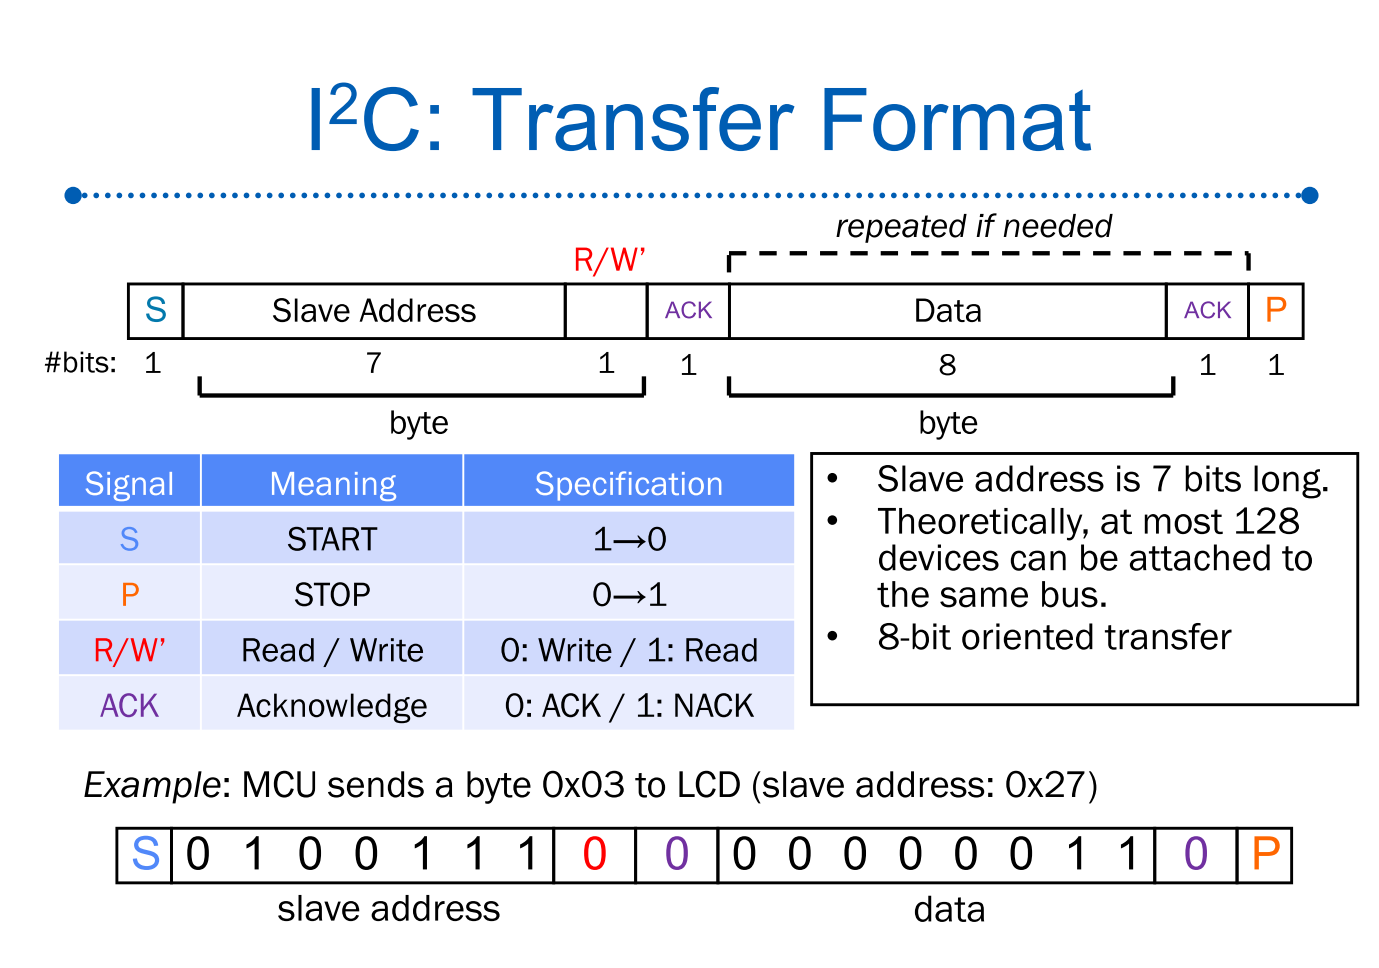 I²C: Transfer Format
repeated if needed
R/W’
S Slave Address ACK Data ACK P
#bits: 1 7 1 1 8 1 1
byte byte
Signal Meaning Specification
S START 1→0
P STOP 0→1
R/W’ Read / Write 0: Write / 1: Read
ACK Acknowledge 0: ACK / 1: NACK
• Slave address is 7 bits long.
• Theoretically, at most 128
devices can be attached to
the same bus.
• 8-bit oriented transfer
Example: MCU sends a byte 0x03 to LCD (slave address: 0x27)
S 0 1 0 0 1 1 1 0 0 0 0 0 0 0 0 1 1 0 P
slave address data